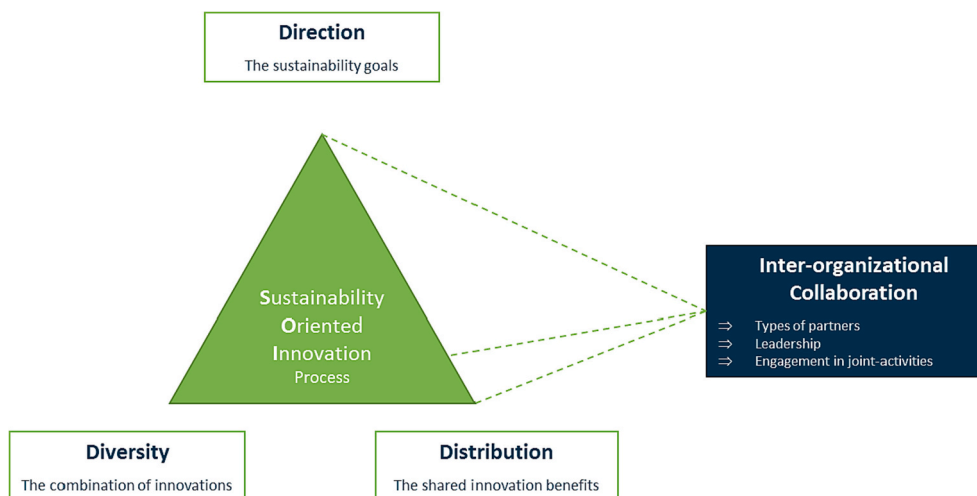 Direction
The sustainability goals
Sustainability
Oriented
Innovation
Process
Inter-organizational
Collaboration
⇒ Types of partners
⇒ Leadership
⇒ Engagement in joint-activities
Diversity
The combination of innovations
Distribution
The shared innovation benefits